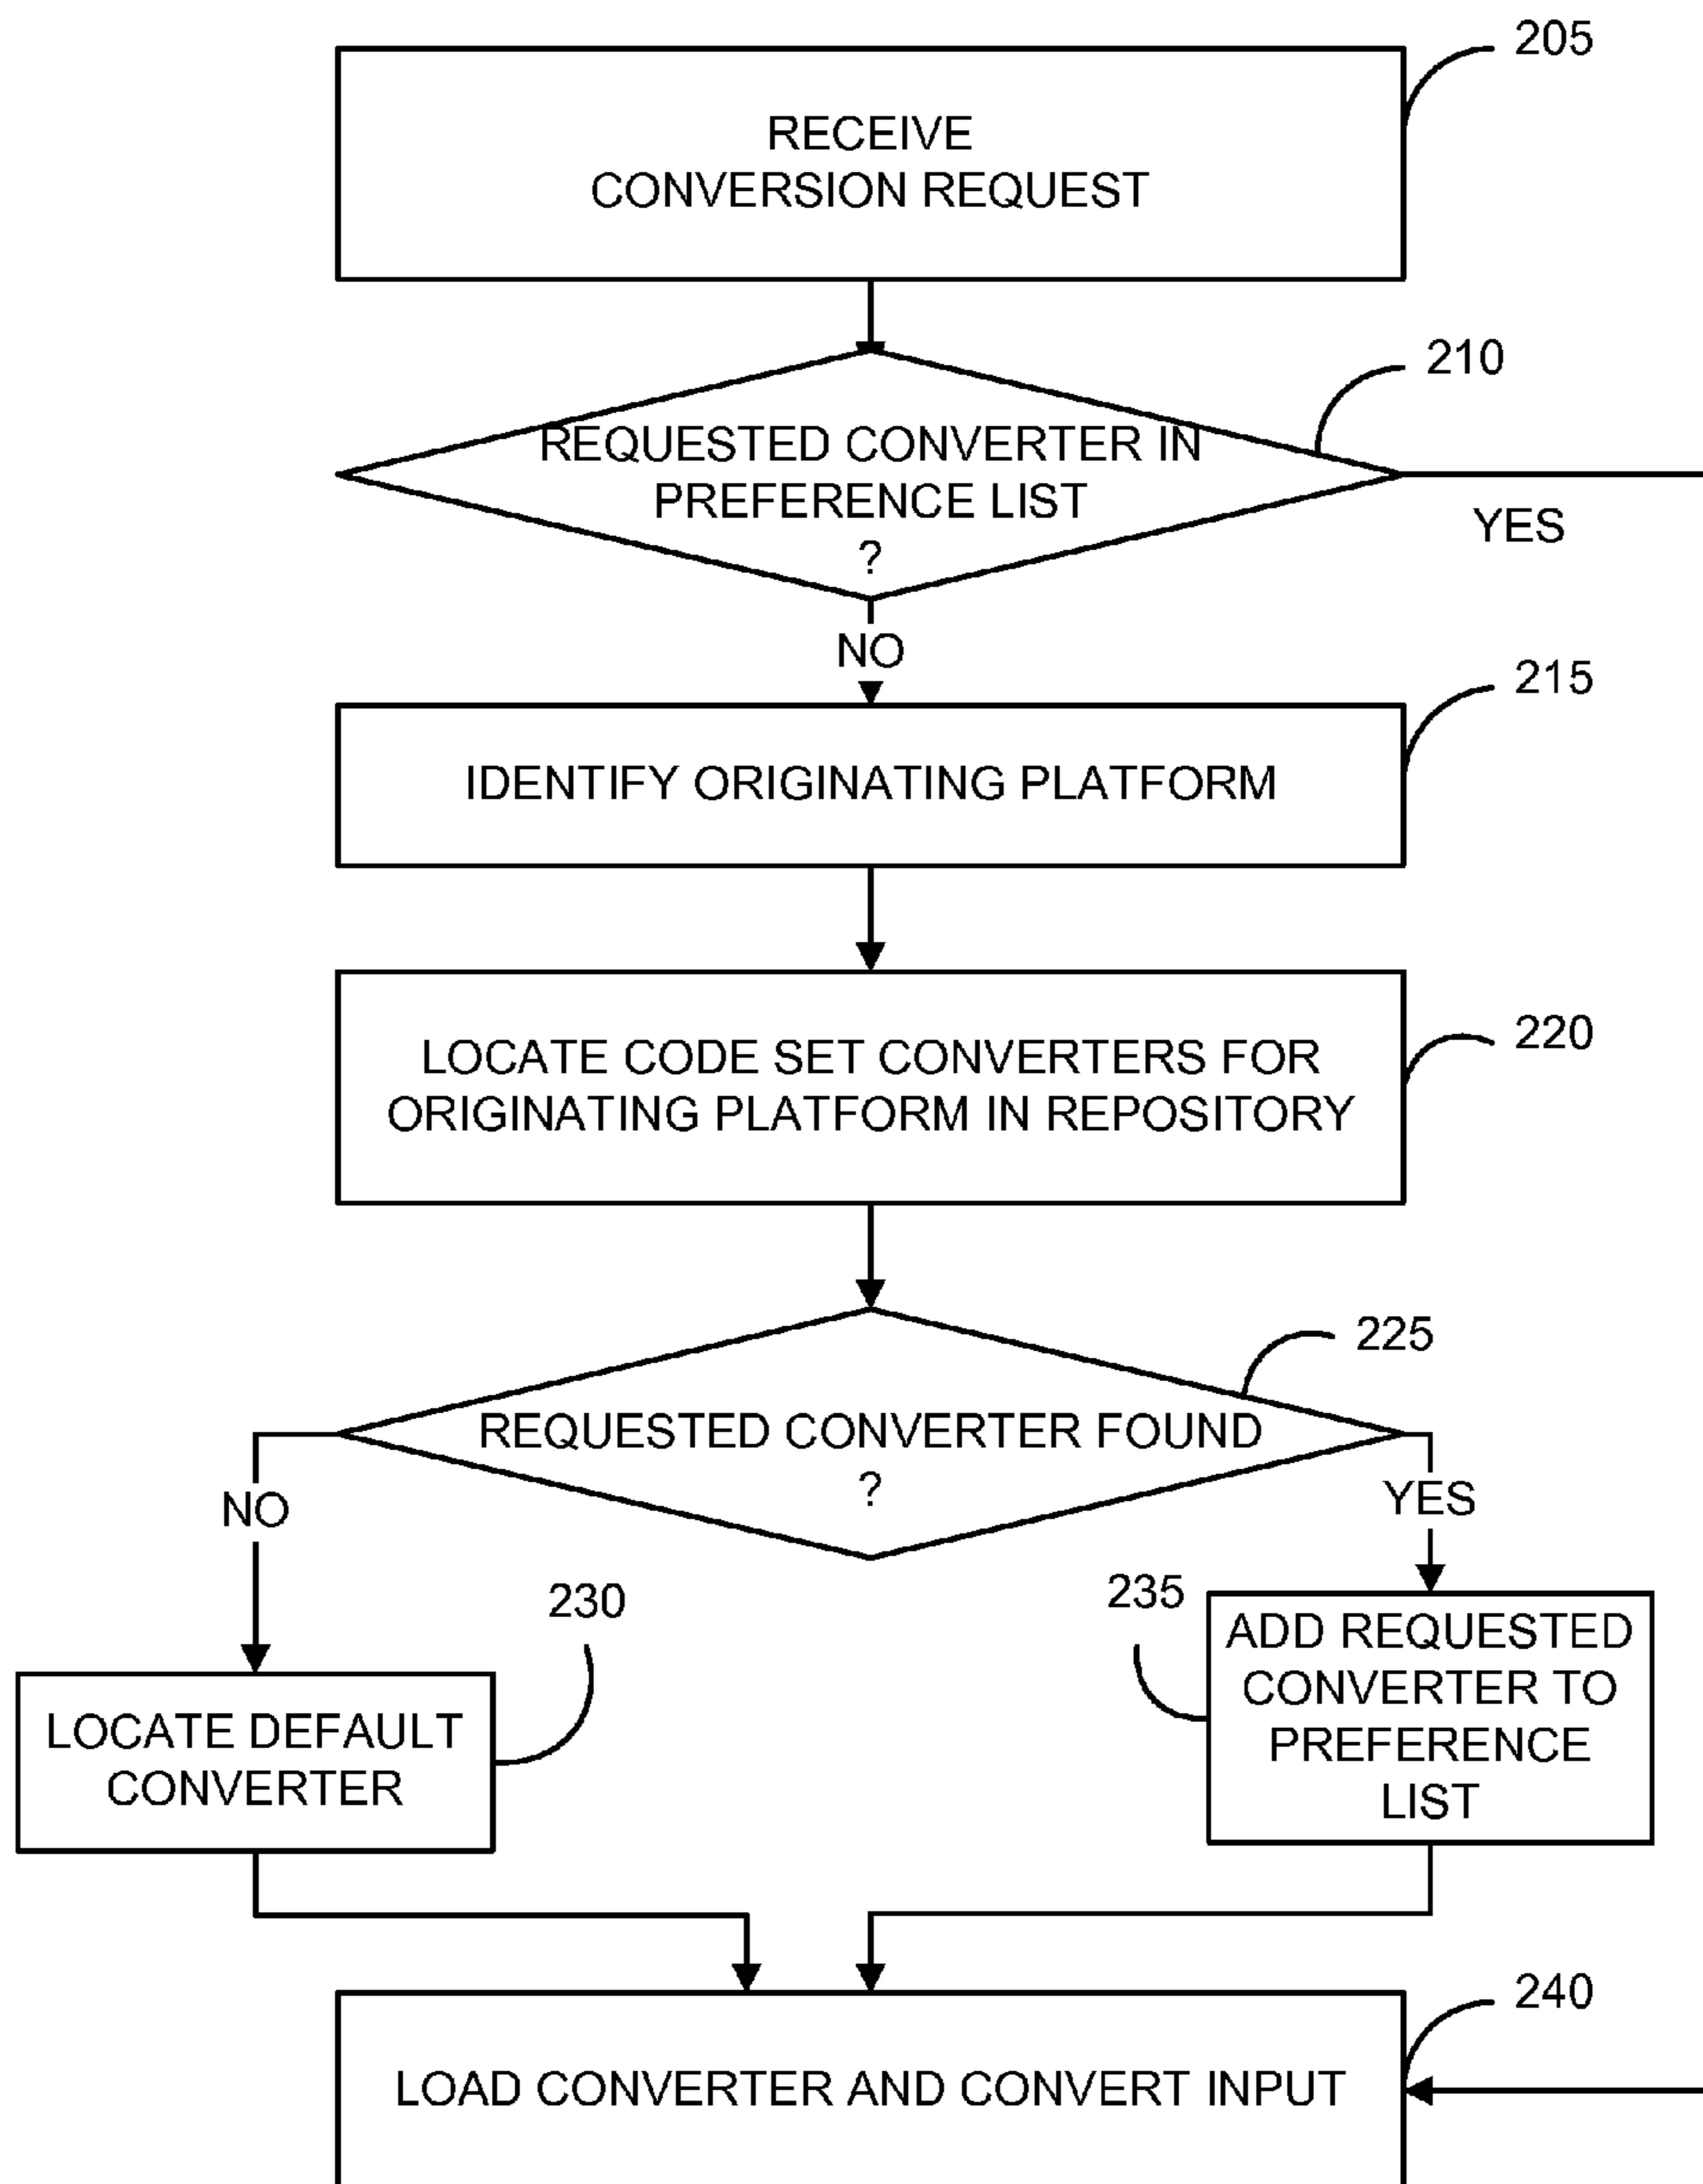 205
RECEIVE
CONVERSION REQUEST
210
REQUESTED CONVERTER IN
PREFERENCE LIST
?
YES
NO
215
IDENTIFY ORIGINATING PLATFORM
220
LOCATE CODE SET CONVERTERS FOR
ORIGINATING PLATFORM IN REPOSITORY
225
REQUESTED CONVERTER FOUND
?
NO
YES
230
LOCATE DEFAULT
CONVERTER
235
ADD REQUESTED
CONVERTER TO
PREFERENCE
LIST
240
LOAD CONVERTER AND CONVERT INPUT